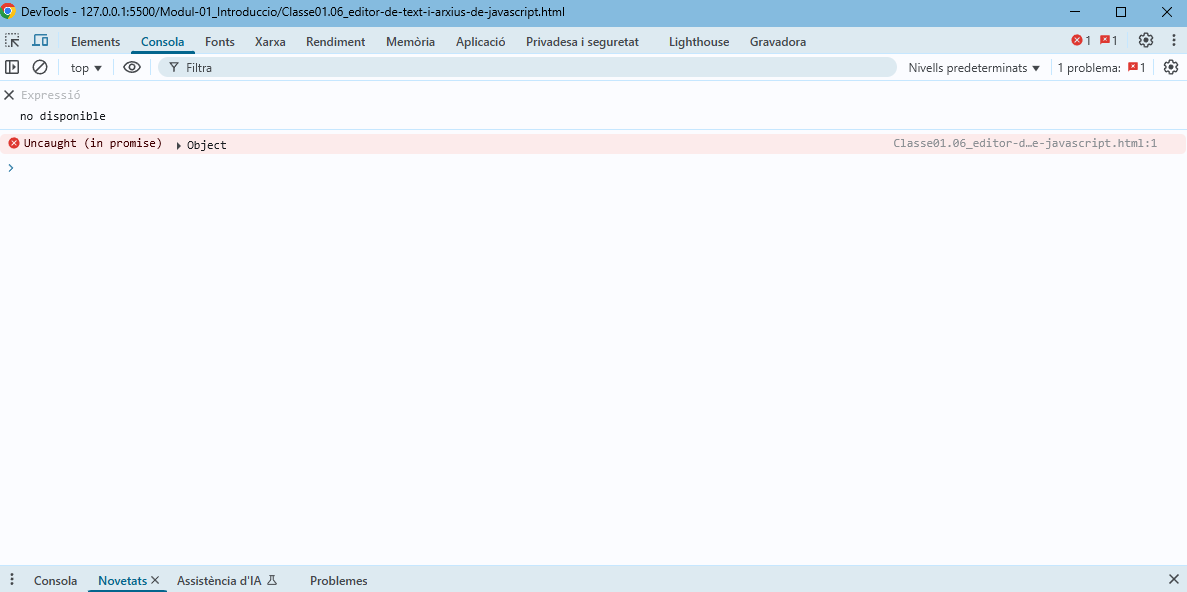 DevTools - 127.0.0.1:5500/Modul-01_Introduccio/Classe01.06_editor-de-text-i-arxius-de-javascript.html
Elements Consola Fonts Xarxa Rendiment Memòria Aplicació Privadesa i seguretat Lighthouse Gravadora 1 1
top Filtra Nivells predeterminats 1 problema: 1
Expressió
no disponible
Uncaught (in promise) Object Classe01.06_editor-d…e-javascript.html:1
Consola Novetats Assistència d'IA Problemes